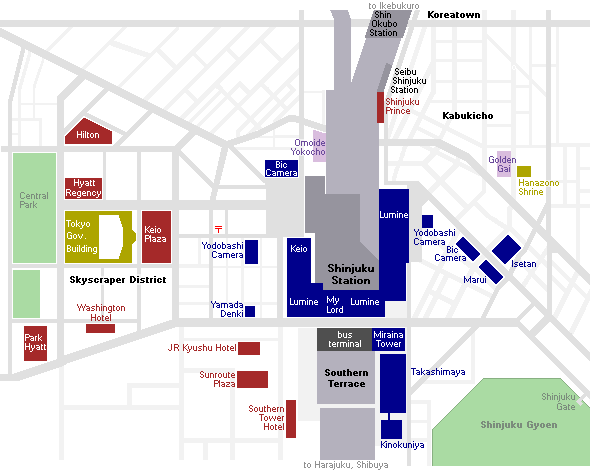 to Ikebukuro
Shin
Okubo
Station
Koreatown
Seibu
Shinjuku
Station
Shinjuku
Prince
Kabukicho
Hilton
Omoide
Yokocho
Golden
Gai
Bic
Camera
Hanazono
Shrine
Hyatt
Regency
Central
Park
Tokyo
Gov.
Building
Keio
Plaza
〒
Lumine
Yodobashi
Camera
Keio
Yodobashi
Camera
Bic
Camera
Isetan
Marui
Shinjuku
Station
Skyscraper District
Lumine
My
Lord
Lumine
Yamada
Denki
Washington
Hotel
Park
Hyatt
bus
terminal
Miraina
Tower
JR Kyushu Hotel
Sunroute
Plaza
Southern
Terrace
Takashimaya
Southern
Tower
Hotel
Shinjuku
Gate
Shinjuku Gyoen
Kinokuniya
to Harajuku, Shibuya